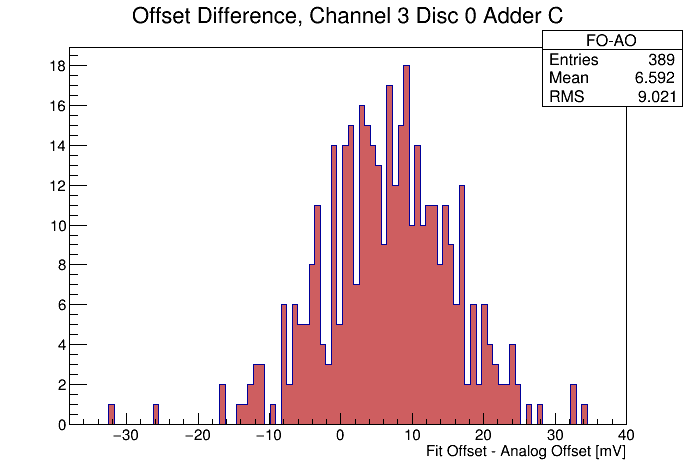 Offset Difference, Channel 3 Disc 0 Adder C
FO-AO
Entries 389
Mean 6.592
RMS 9.021
18
16
14
12
10
8
6
4
2
0
−30 −20 −10 0 10 20 30 40
Fit Offset - Analog Offset [mV]